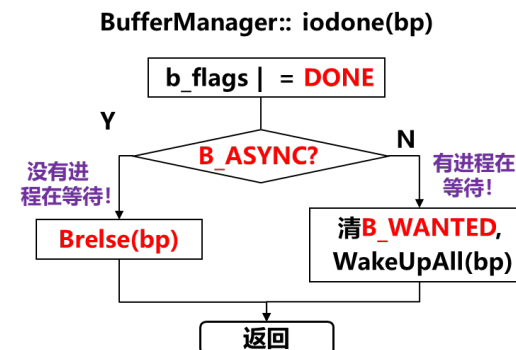 BufferManager:: iodone(bp)
b_flags | = DONE
Y
B_ASYNC?
N
没有进
程在等待!
有进程在
等待!
Brelse(bp)
清B_WANTED,
WakeUpAll(bp)
返回